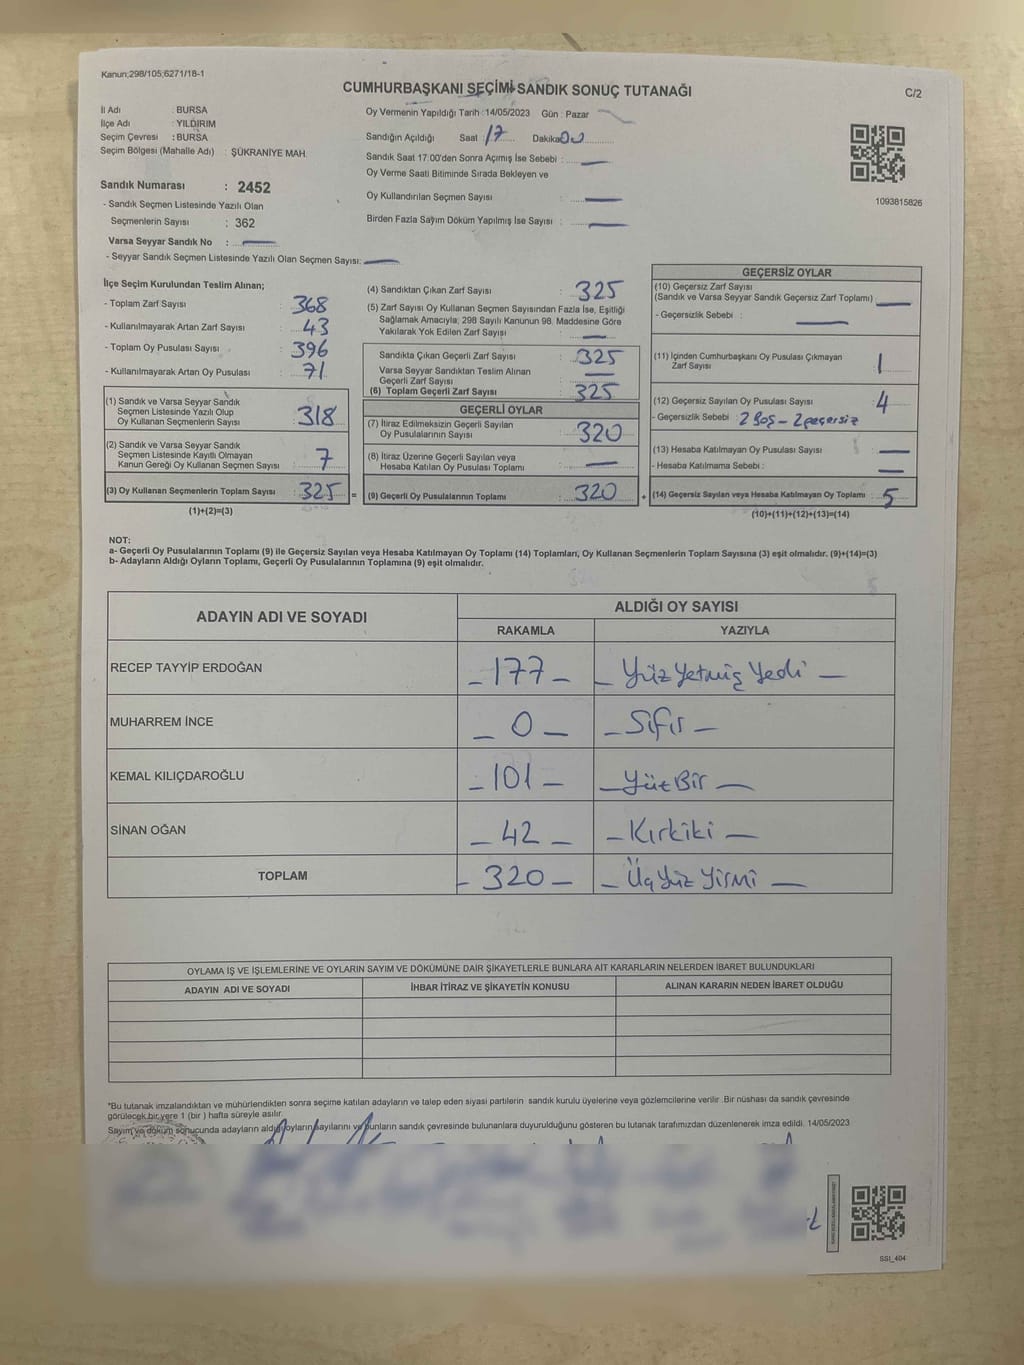 Kanun;298/105;6271/18-1
CUMHURBAŞKANI SEÇİMİ SANDIK SONUÇ TUTANAĞI
C/2
İl Adı : BURSA
İlçe Adı : YILDIRIM
Seçim Çevresi : BURSA
Seçim Bölgesi (Mahalle Adı) : ŞÜKRANİYE MAH.
Sandık Numarası : 2452
- Sandık Seçmen Listesinde Yazılı Olan
Seçmenlerin Sayısı : 362
Varsa Seyyar Sandık No :
- Seyyar Sandık Seçmen Listesinde Yazılı Olan Seçmen Sayısı:
Oy Vermenin Yapıldığı Tarih :14/05/2023 Gün : Pazar
Sandığın Açıldığı Saat : 17 Dakika 00
Sandık Saat 17:00'den Sonra Açımış İse Sebebi :
Oy Verme Saati Bitiminde Sırada Bekleyen ve
Oy Kullandırılan Seçmen Sayısı :
Birden Fazla Sayım Döküm Yapılmış İse Sayısı :
1093815826
İlçe Seçim Kurulundan Teslim Alınan;
- Toplam Zarf Sayısı : 368
- Kullanılmayarak Artan Zarf Sayısı : 43
- Toplam Oy Pusulası Sayısı : 396
- Kullanılmayarak Artan Oy Pusulası : 71
(1) Sandık ve Varsa Seyyar Sandık
Seçmen Listesinde Yazılı Olup
Oy Kullanan Seçmenlerin Sayısı : 318
(2) Sandık ve Varsa Seyyar Sandık
Seçmen Listesinde Kayıtlı Olmayan
Kanun Gereği Oy Kullanan Seçmen Sayısı : 7
(3) Oy Kullanan Seçmenlerin Toplam Sayısı : 325 =
(1)+(2)=(3)
(4) Sandıktan Çıkan Zarf Sayısı : 325
(5) Zarf Sayısı Oy Kullanan Seçmen Sayısından Fazla İse, Eşitliği
Sağlamak Amacıyla; 298 Sayılı Kanunun 98. Maddesine Göre
Yakılarak Yok Edilen Zarf Sayısı :
Sandıkta Çıkan Geçerli Zarf Sayısı : 325
Varsa Seyyar Sandıktan Teslim Alınan
Geçerli Zarf Sayısı :
(6) Toplam Geçerli Zarf Sayısı : 325
GEÇERLİ OYLAR
(7) İtiraz Edilmeksizin Geçerli Sayılan
Oy Pusulalarının Sayısı : 320
(8) İtiraz Üzerine Geçerli Sayılan veya
Hesaba Katılan Oy Pusulası Toplamı :
(9) Geçerli Oy Pusulalarının Toplamı : 320 +
GEÇERSİZ OYLAR
(10) Geçersiz Zarf Sayısı
(Sandık ve Varsa Seyyar Sandık Geçersiz Zarf Toplamı)
- Geçersizlik Sebebi :
(11) İçinden Cumhurbaşkanı Oy Pusulası Çıkmayan
Zarf Sayısı : 1
(12) Geçersiz Sayılan Oy Pusulası Sayısı : 4
- Geçersizlik Sebebi : 2 Boş - 2 geçersiz
(13) Hesaba Katılmayan Oy Pusulası Sayısı :
- Hesaba Katılmama Sebebi :
(14) Geçersiz Sayılan veya Hesaba Katılmayan Oy Toplamı : 5
(10)+(11)+(12)+(13)=(14)
NOT:
a- Geçerli Oy Pusulalarının Toplamı (9) ile Geçersiz Sayılan veya Hesaba Katılmayan Oy Toplamı (14) Toplamları, Oy Kullanan Seçmenlerin Toplam Sayısına (3) eşit olmalıdır. (9)+(14)=(3)
b- Adayların Aldığı Oyların Toplamı, Geçerli Oy Pusulalarının Toplamına (9) eşit olmalıdır.
ADAYIN ADI VE SOYADI
ALDIĞI OY SAYISI
RAKAMLA YAZIYLA
RECEP TAYYİP ERDOĞAN - 177 - - Yüz Yetmiş Yedi -
MUHARREM İNCE - 0 - - Sıfır -
KEMAL KILIÇDAROĞLU - 101 - - Yüz Bir -
SİNAN OĞAN - 42 - - Kırkiki -
TOPLAM - 320 - - Üç Yüz Yirmi -
OYLAMA İŞ VE İŞLEMLERİNE VE OYLARIN SAYIM VE DÖKÜMÜNE DAİR ŞİKAYETLERLE BUNLARA AİT KARARLARIN NELERDEN İBARET BULUNDUKLARI
ADAYIN ADI VE SOYADI İHBAR İTİRAZ VE ŞİKAYETİN KONUSU ALINAN KARARIN NEDEN İBARET OLDUĞU
*Bu tutanak imzalandıktan ve mühürlendikten sonra seçime katılan adayların ve talep eden siyasi partilerin sandık kurulu üyelerine veya gözlemcilerine verilir .Bir nüshası da sandık çevresinde
görülecek bir yere 1 (bir ) hafta süreyle asılır.
Sayım ve döküm sonucunda adayların aldığı oyların sayılarını ve bunların sandık çevresinde bulunanlara duyurulduğunu gösteren bu tutanak tarafımızdan düzenlenerek imza edildi. 14/05/2023
SSI_404